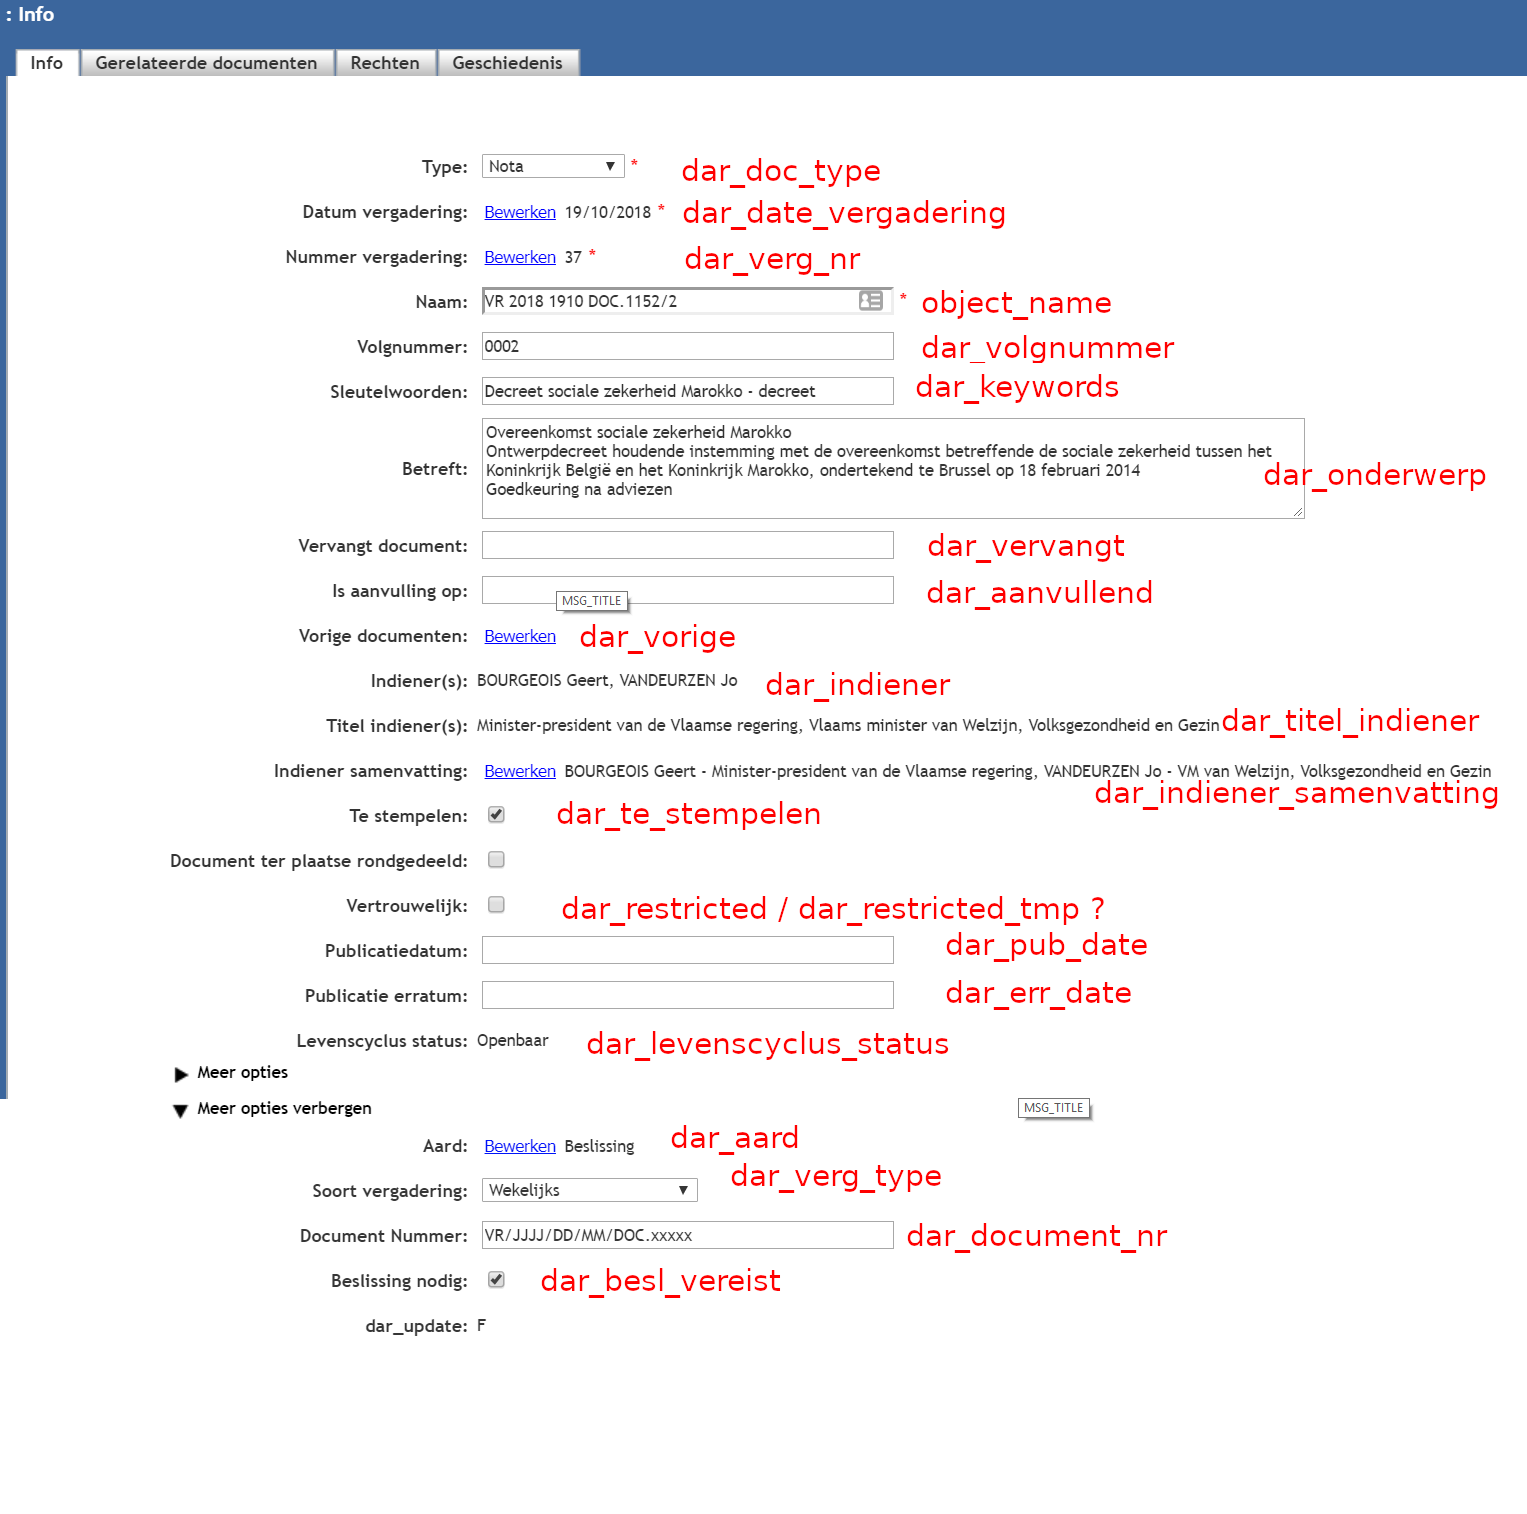 : Info
Info Gerelateerde documenten Rechten Geschiedenis
Type: Nota * dar_doc_type
Datum vergadering: Bewerken 19/10/2018 * dar_date_vergadering
Nummer vergadering: Bewerken 37 * dar_verg_nr
Naam: VR 2018 1910 DOC.1152/2 * object_name
Volgnummer: 0002 dar_volgnummer
Sleutelwoorden: Decreet sociale zekerheid Marokko - decreet dar_keywords
Betreft: Overeenkomst sociale zekerheid Marokko
Ontwerpdecreet houdende instemming met de overeenkomst betreffende de sociale zekerheid tussen het
Koninkrijk België en het Koninkrijk Marokko, ondertekend te Brussel op 18 februari 2014
Goedkeuring na adviezen
dar_onderwerp
Vervangt document: dar_vervangt
Is aanvulling op: dar_aanvullend
MSG_TITLE
Vorige documenten: Bewerken dar_vorige
Indiener(s): BOURGEOIS Geert, VANDEURZEN Jo dar_indiener
Titel indiener(s): Minister-president van de Vlaamse regering, Vlaams minister van Welzijn, Volksgezondheid en Gezin dar_titel_indiener
Indiener samenvatting: Bewerken BOURGEOIS Geert - Minister-president van de Vlaamse regering, VANDEURZEN Jo - VM van Welzijn, Volksgezondheid en Gezin
dar_indiener_samenvatting
Te stempelen: dar_te_stempelen
Document ter plaatse rondgedeeld:
Vertrouwelijk: dar_restricted / dar_restricted_tmp ?
Publicatiedatum: dar_pub_date
Publicatie erratum: dar_err_date
Levenscyclus status: Openbaar dar_levenscyclus_status
Meer opties
Meer opties verbergen MSG_TITLE
Aard: Bewerken Beslissing dar_aard
Soort vergadering: Wekelijks dar_verg_type
Document Nummer: VR/JJJJ/DD/MM/DOC.xxxxx dar_document_nr
Beslissing nodig: dar_besl_vereist
dar_update: F